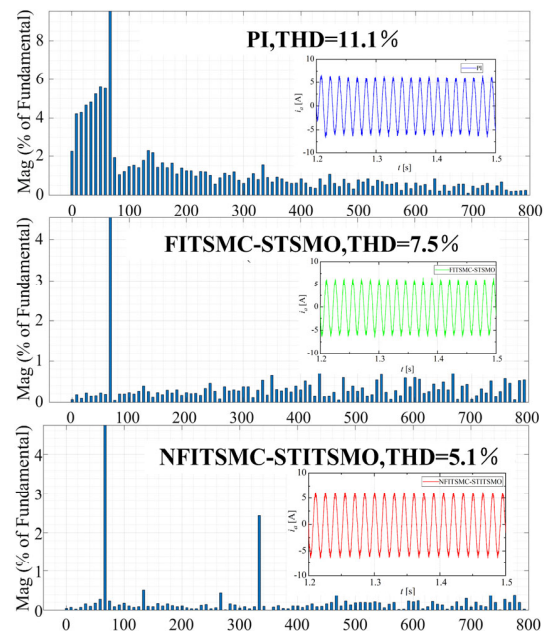 PI,THD=11.1%
Mag (% of Fundamental)
8
6
4
2
0
0 100 200 300 400 500 600 700 800
10
5
0
-5
-10
iₐ [A]
PI
1.2 1.3 1.4 1.5
t [s]
FITSMC-STSMO,THD=7.5%
Mag (% of Fundamental)
4
3
2
1
0
0 100 200 300 400 500 600 700 800
10
5
0
-5
-10
iₐ [A]
FITSMC-STSMO
1.2 1.3 1.4 1.5
t [s]
NFITSMC-STITSMO,THD=5.1%
Mag (% of Fundamental)
4
3
2
1
0
0 100 200 300 400 500 600 700 800
10
5
0
-5
-10
iₐ [A]
NFITSMC-STITSMO
1.2 1.3 1.4 1.5
t [s]